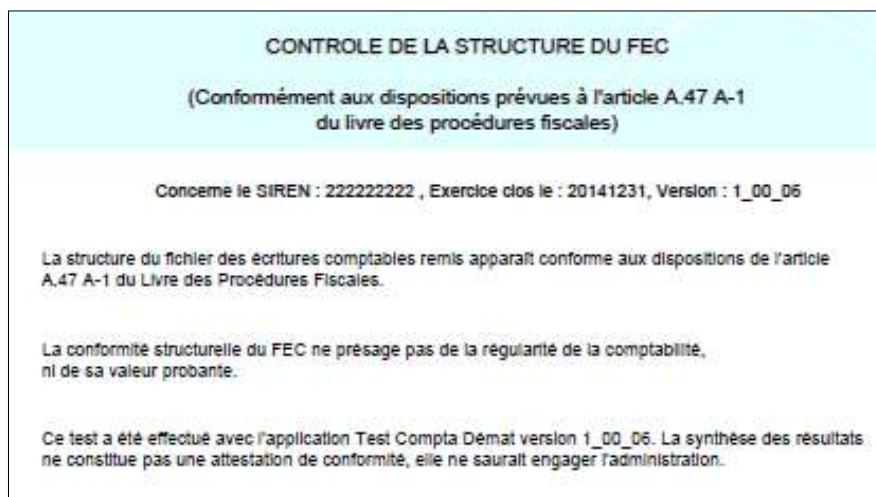 CONTROLE DE LA STRUCTURE DU FEC
(Conformément aux dispositions prévues à l'article A.47 A-1
du livre des procédures fiscales)
Concerne le SIREN : 222222222 , Exercice clos le : 20141231, Version : 1_00_06
La structure du fichier des écritures comptables remis apparaît conforme aux dispositions de l'article
A.47 A-1 du Livre des Procédures Fiscales.
La conformité structurelle du FEC ne présage pas de la régularité de la comptabilité,
ni de sa valeur probante.
Ce test a été effectué avec l'application Test Compta Démat version 1_00_06. La synthèse des résultats
ne constitue pas une attestation de conformité, elle ne saurait engager l'administration.